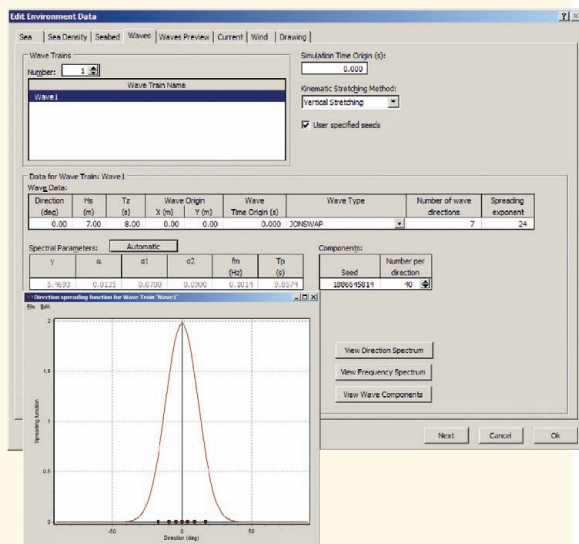 Edit Environment Data
Sea Sea Density Seabed Waves Waves Preview Current Wind Drawing
Wave Trains
Number: 1
Wave Train Name
Wave1
Simulation Time Origin (s):
0.000
Kinematic Stretching Method:
Vertical Stretching
User specified seeds
Data for Wave Train: Wave1
Wave Data:
Direction Hs Tz Wave Origin Wave Wave Type Number of wave Spreading
(deg) (m) (s) X (m) Y (m) Time Origin (s) directions exponent
0.00 7.00 8.00 0.00 0.00 0.000 JONSWAP 7 24
Spectral Parameters: Automatic
γ α σ1 σ2 fm Tp
(Hz) (s)
0.0700 0.0900
Components:
Number per
Seed direction
1886645814 40
Direction spreading function for Wave Train "Wave1"
File Edit
2
1.5
1
0.5
0
Spreading function
-50 0 50
Direction (deg)
View Direction Spectrum
View Frequency Spectrum
View Wave Components
Next Cancel Ok